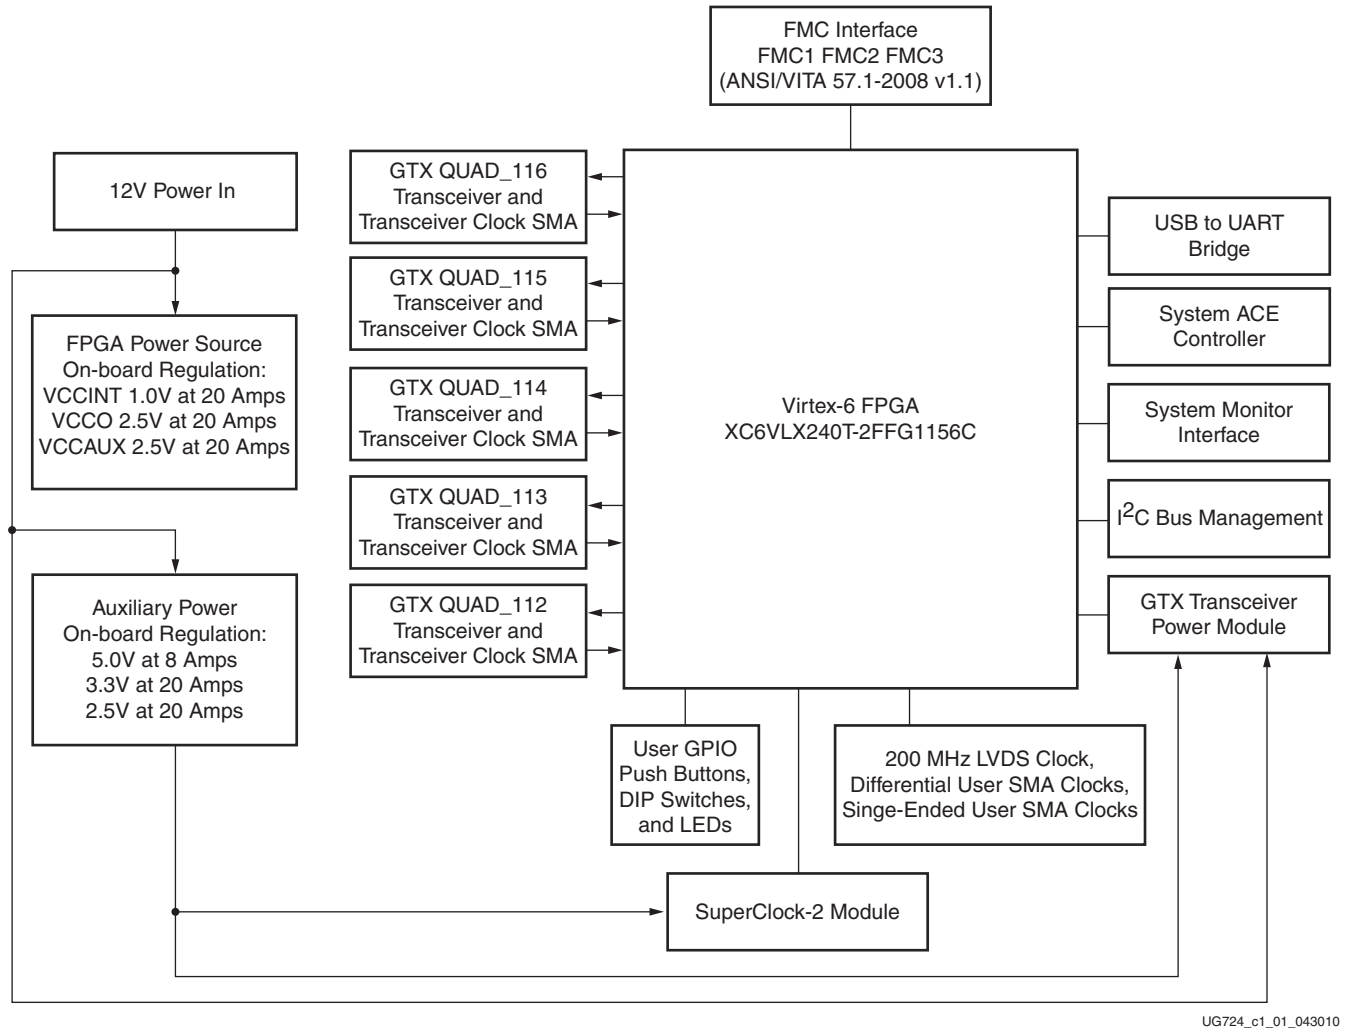 FMC Interface
FMC1 FMC2 FMC3
(ANSI/VITA 57.1-2008 v1.1)
12V Power In
FPGA Power Source
On-board Regulation:
VCCINT 1.0V at 20 Amps
VCCO 2.5V at 20 Amps
VCCAUX 2.5V at 20 Amps
Auxiliary Power
On-board Regulation:
5.0V at 8 Amps
3.3V at 20 Amps
2.5V at 20 Amps
GTX QUAD_116
Transceiver and
Transceiver Clock SMA
GTX QUAD_115
Transceiver and
Transceiver Clock SMA
GTX QUAD_114
Transceiver and
Transceiver Clock SMA
GTX QUAD_113
Transceiver and
Transceiver Clock SMA
GTX QUAD_112
Transceiver and
Transceiver Clock SMA
Virtex-6 FPGA
XC6VLX240T-2FFG1156C
USB to UART
Bridge
System ACE
Controller
System Monitor
Interface
I2C Bus Management
GTX Transceiver
Power Module
User GPIO
Push Buttons,
DIP Switches,
and LEDs
200 MHz LVDS Clock,
Differential User SMA Clocks,
Singe-Ended User SMA Clocks
SuperClock-2 Module
UG724_c1_01_043010